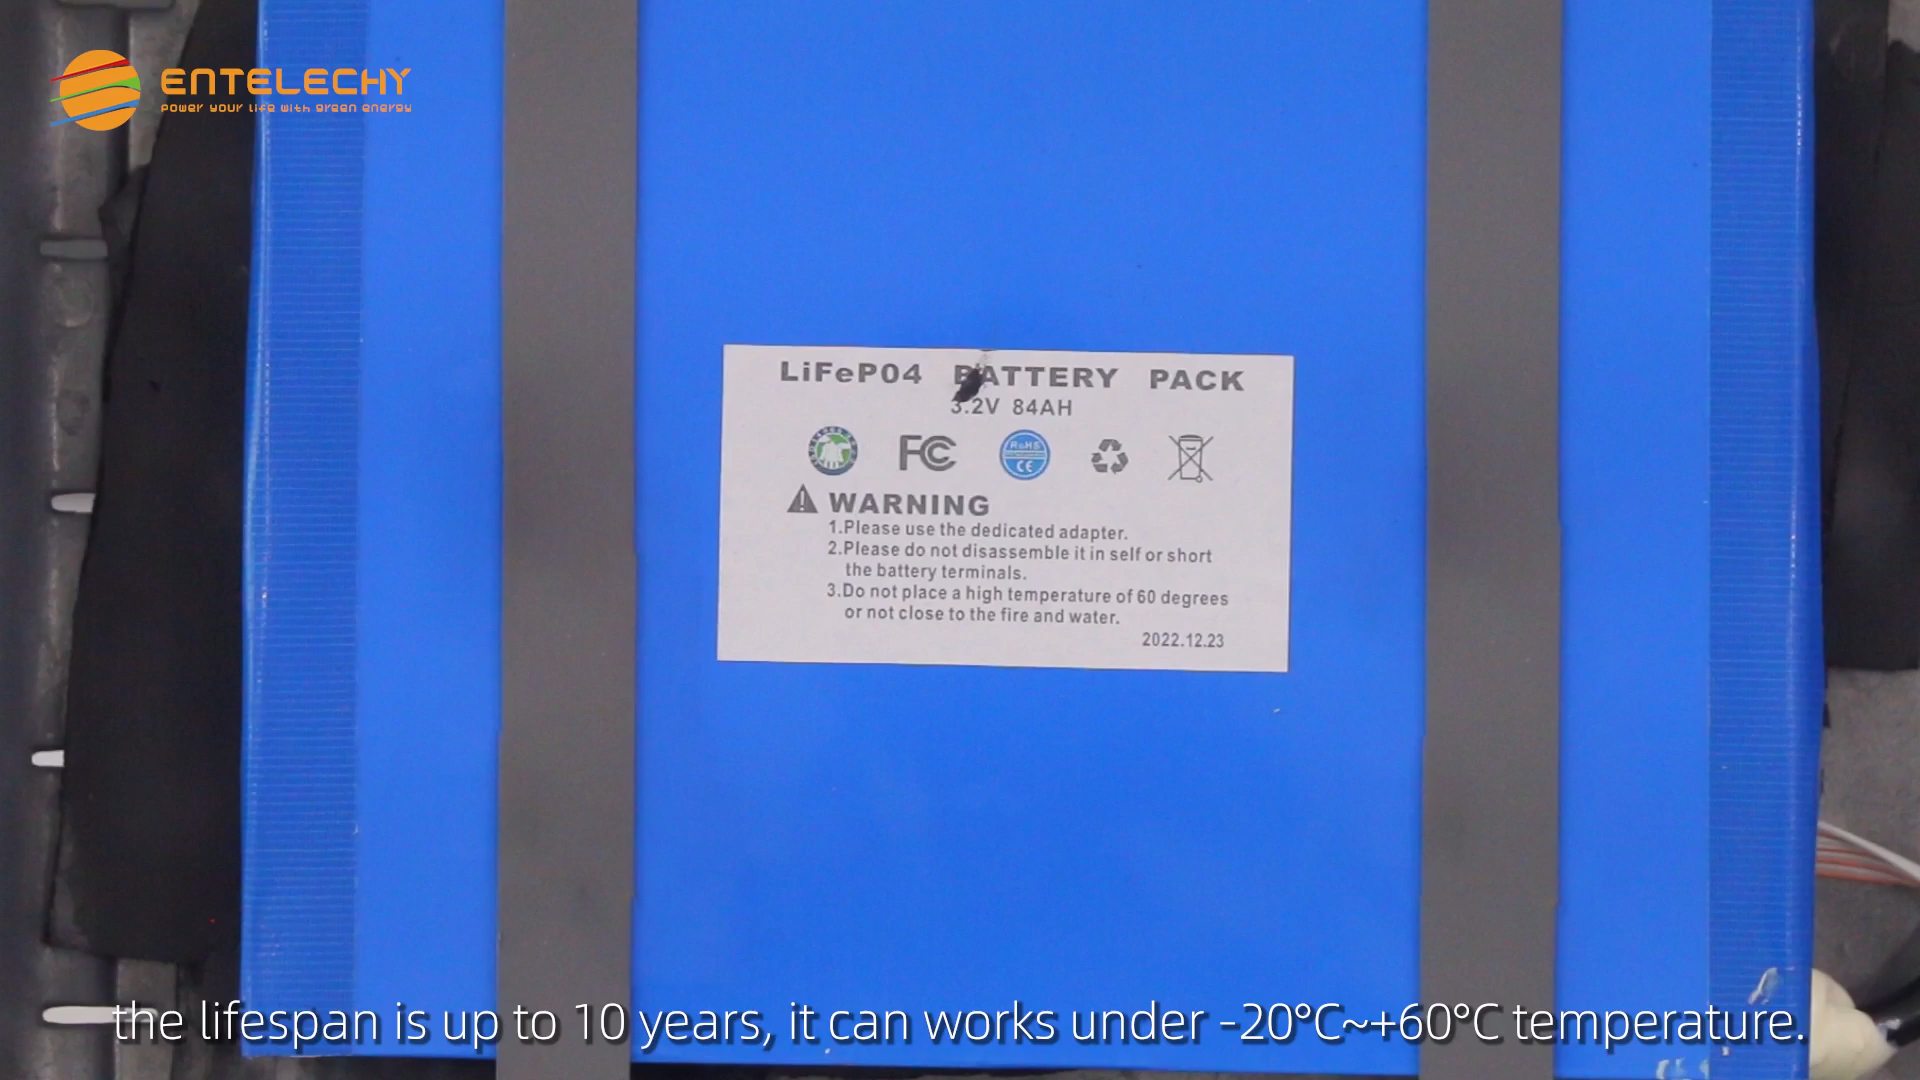 ENTELECHY
POWER YOUR LIFE WITH GREEN ENERGY
LiFeP04 BATTERY PACK
3.2V 84AH
FC
RoHS
CE
WARNING
1.Please use the dedicated adapter.
2.Please do not disassemble it in self or short
the battery terminals.
3.Do not place a high temperature of 60 degrees
or not close to the fire and water.
2022.12.23
the lifespan is up to 10 years, it can works under -20°C~+60°C temperature.